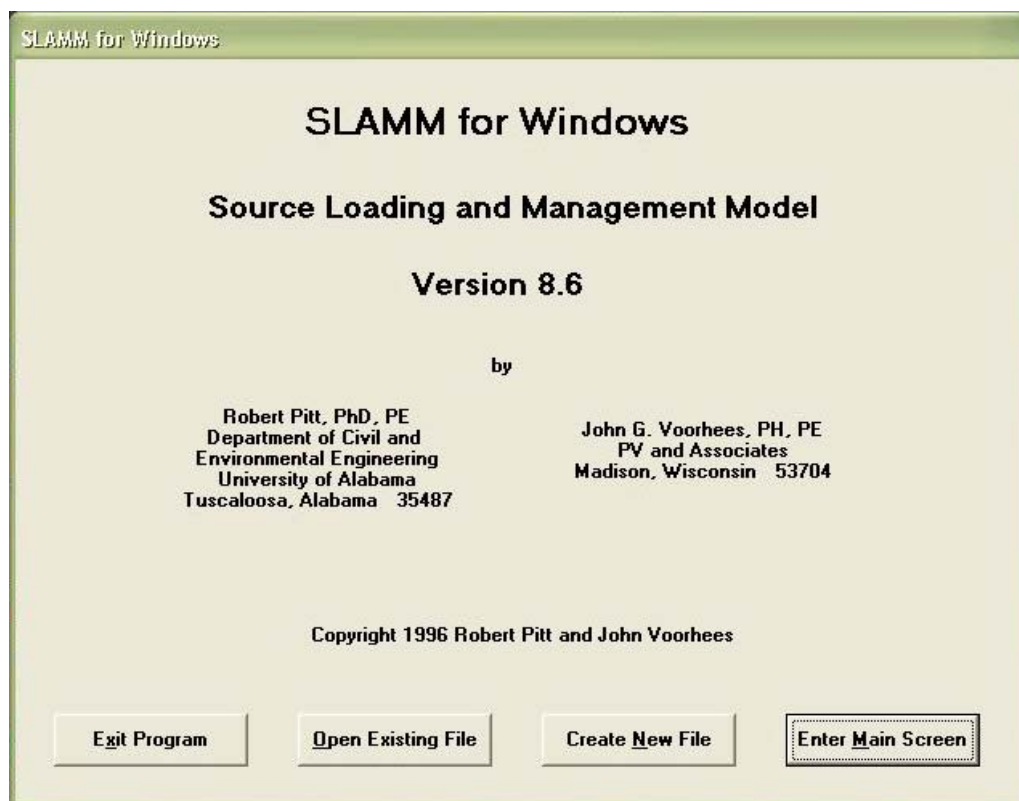 SLAMM for Windows
SLAMM for Windows
Source Loading and Management Model
Version 8.6
by
Robert Pitt, PhD, PE
Department of Civil and
Environmental Engineering
University of Alabama
Tuscaloosa, Alabama 35487
John G. Voorhees, PH, PE
PV and Associates
Madison, Wisconsin 53704
Copyright 1996 Robert Pitt and John Voorhees
Exit Program
Open Existing File
Create New File
Enter Main Screen